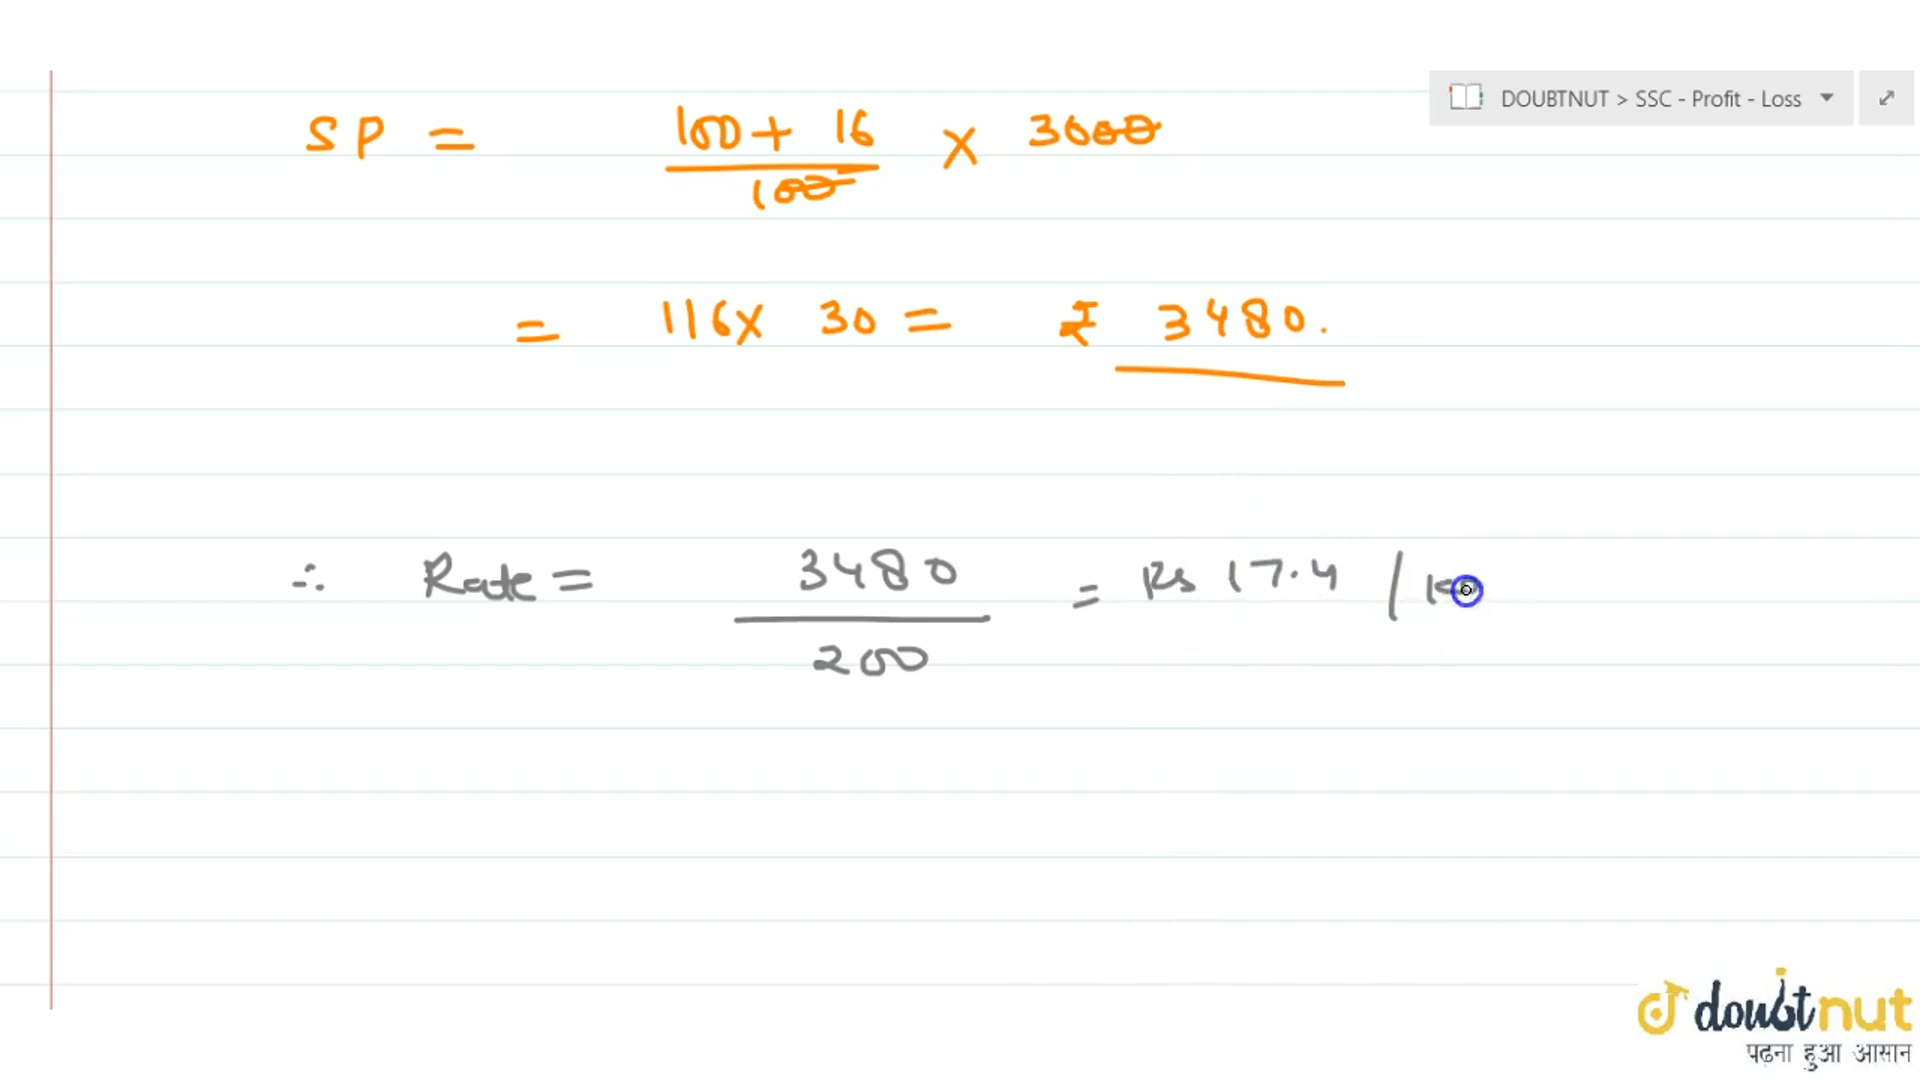 DOUBTNUT > SSC - Profit - Loss
SP = 100 + 16 / 100 × 3000
= 116 × 30 = ₹ 3480.
∴ Rate = 3480 / 200 = Rs 17.4 /
doubtnut
पढ़ना हुआ आसान